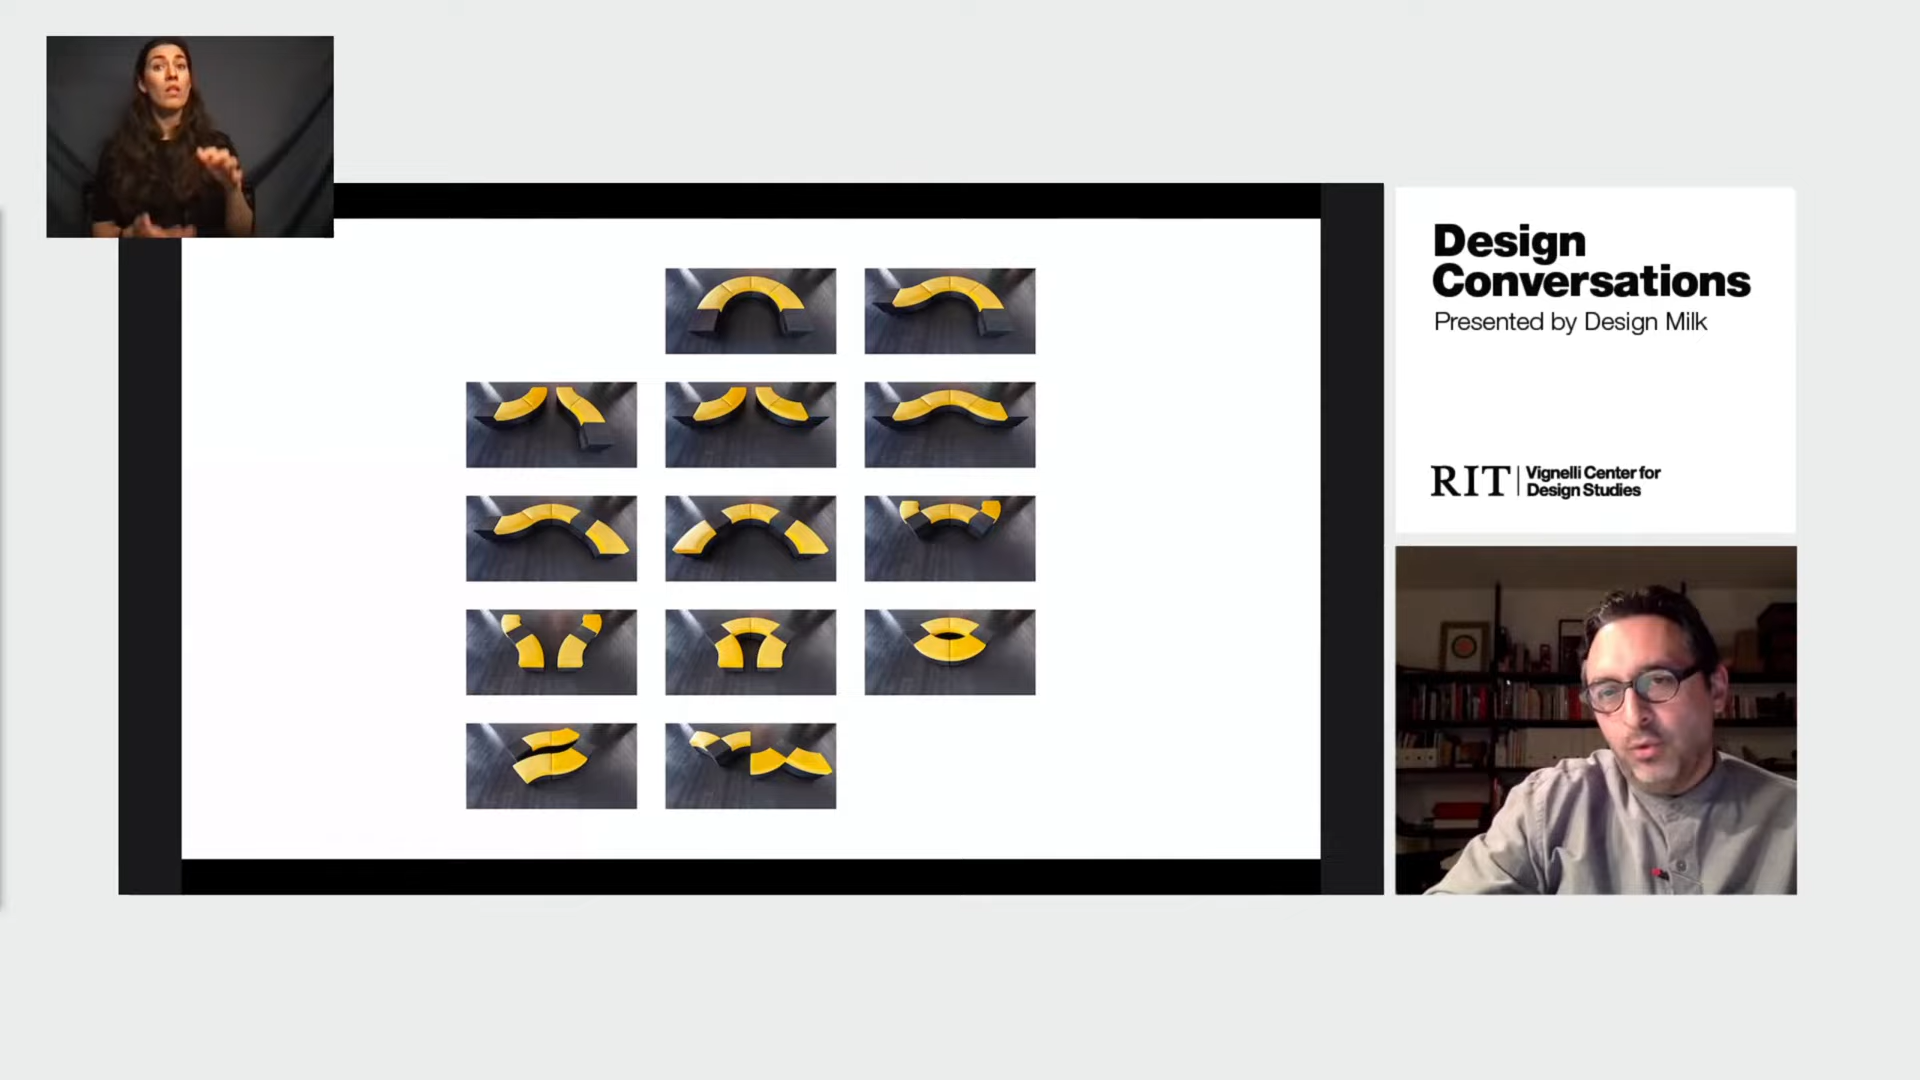 Design
Conversations
Presented by Design Milk
RIT
Vignelli Center for
Design Studies